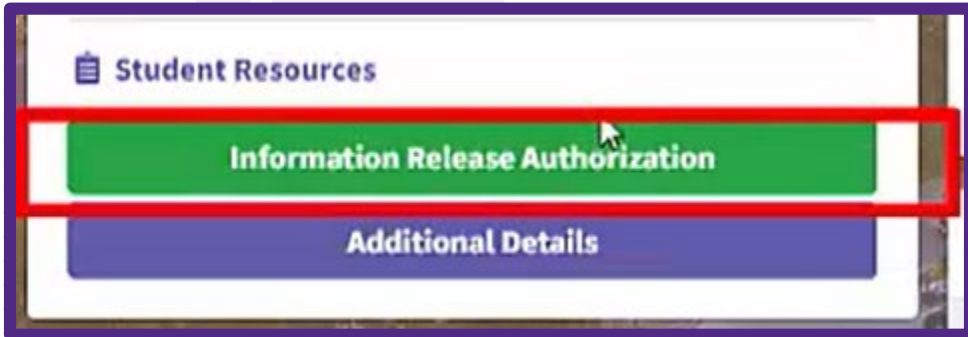 Student Resources
Information Release Authorization
Additional Details